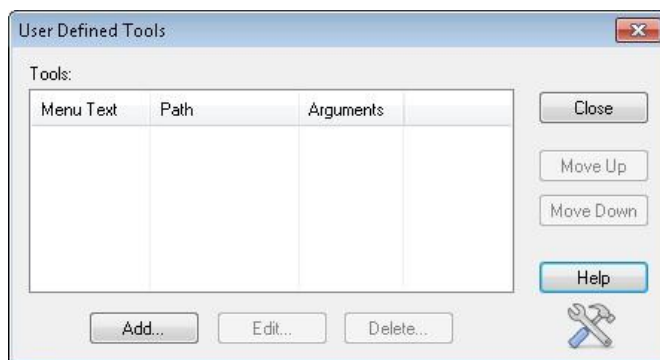 User Defined Tools
Tools:
Menu Text Path Arguments
Close
Move Up
Move Down
Help
Add... Edit... Delete...